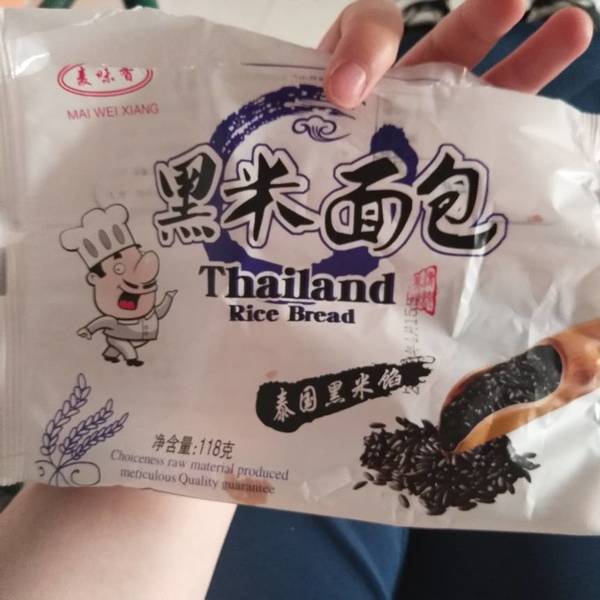 麦味香
MAI WEI XIANG
黑米面包
Thailand
Rice Bread
泰国黑米馅
净含量:118克
Choiceness raw material produced
meticulous Quality guarantee